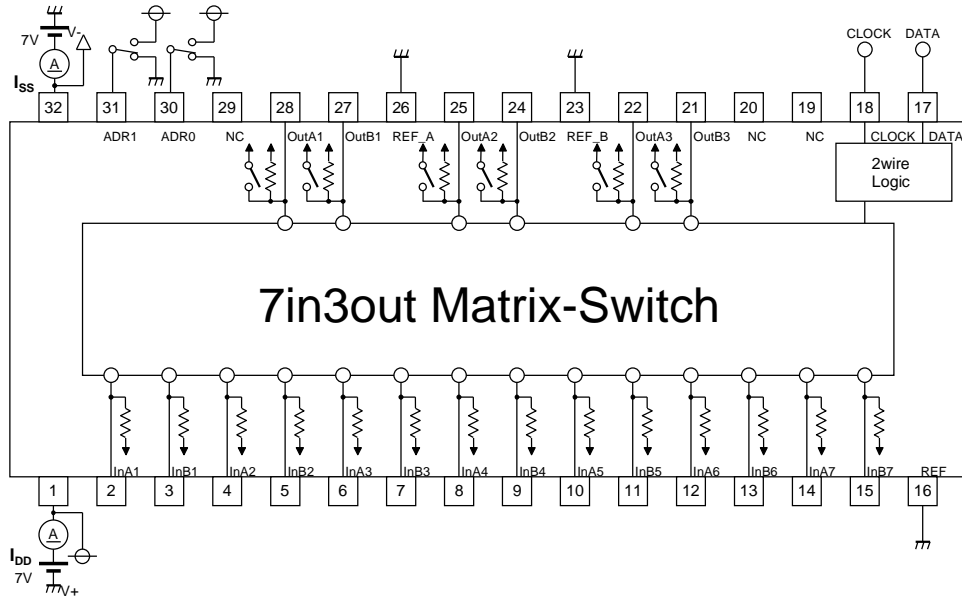 7V
V-
A
I_SS
CLOCK
DATA
32 31 30 29 28 27 26 25 24 23 22 21 20 19 18 17
ADR1 ADR0 NC OutA1 OutB1 REF_A OutA2 OutB2 REF_B OutA3 OutB3 NC NC CLOCK DATA
2wire
Logic
7in3out Matrix-Switch
InA1 InB1 InA2 InB2 InA3 InB3 InA4 InB4 InA5 InB5 InA6 InB6 InA7 InB7 REF
1 2 3 4 5 6 7 8 9 10 11 12 13 14 15 16
A
I_DD
7V
V+